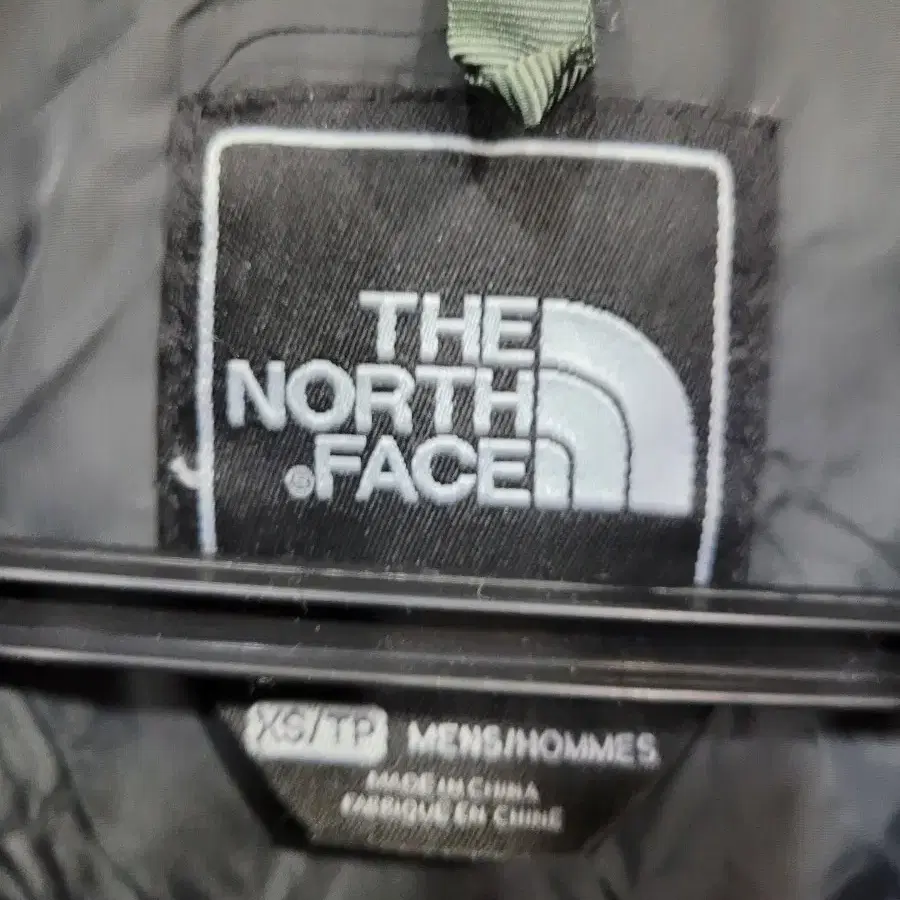 THE
NORTH
FACE®
XS/TP MENS/HOMMES
MADE IN CHINA
FABRIQUÉ EN CHINE